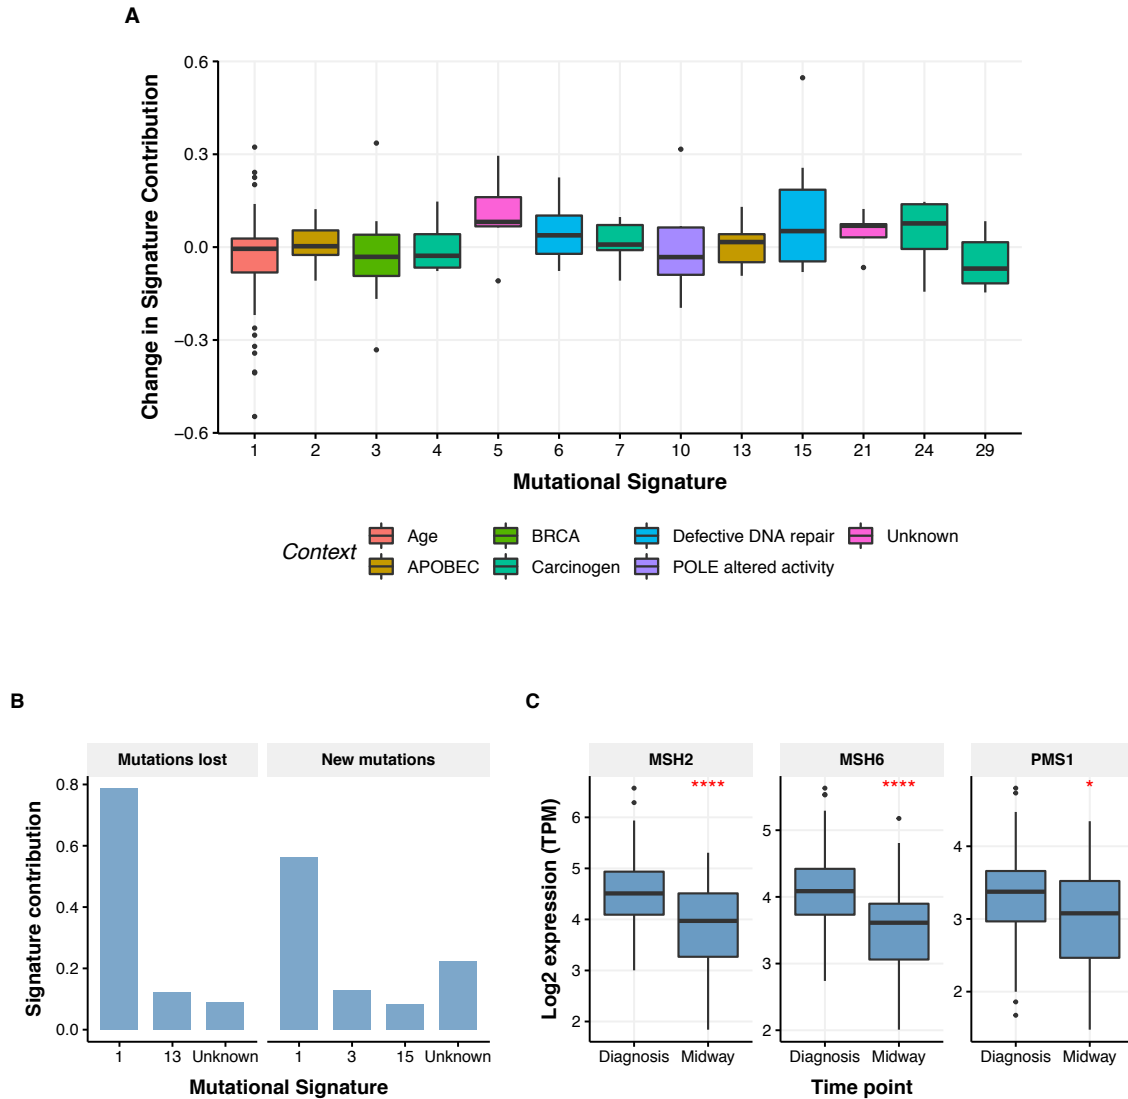 A
Change in Signature Contribution
0.6
0.3
0.0
−0.3
−0.6
1 2 3 4 5 6 7 10 13 15 21 24 29
Mutational Signature
Context
Age BRCA Defective DNA repair Unknown
APOBEC Carcinogen POLE altered activity
B
Mutations lost New mutations
Signature contribution
0.8
0.6
0.4
0.2
0.0
1 13 Unknown 1 3 15 Unknown
Mutational Signature
C
MSH2 MSH6 PMS1
**** **** *
Log2 expression (TPM)
6
5
4
3
2
5
4
3
2
4
3
2
Diagnosis Midway Diagnosis Midway Diagnosis Midway
Time point